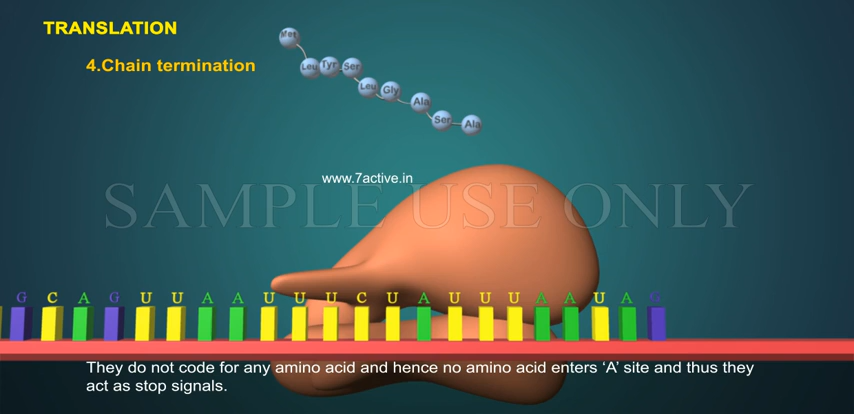 TRANSLATION
4.Chain termination
Met
Leu Tyr Ser
Leu Gly
Ala
Ser Ala
www.7active.in
SAMPLE USE ONLY
G C A G U U A A U U U C U A U U U A A U A G
They do not code for any amino acid and hence no amino acid enters ‘A’ site and thus they
act as stop signals.